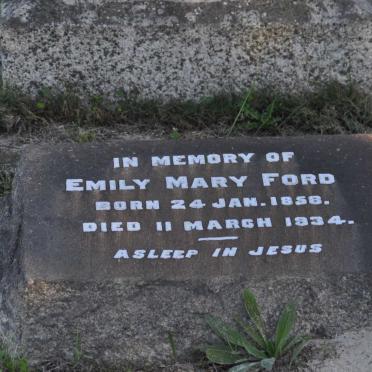 IN MEMORY OF
EMILY MARY FORD
BORN 24 JAN. 1858.
DIED 11 MARCH 1934.
ASLEEP IN JESUS